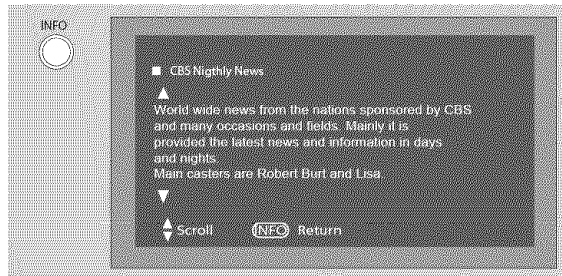 INFO
CBS Nigthly News
World wide news from the nations sponsored by CBS
and many occasions and fields. Mainly it is
provided the latest news and information in days
and nights.
Main casters are Robert Burt and Lisa.
Scroll INFO Return